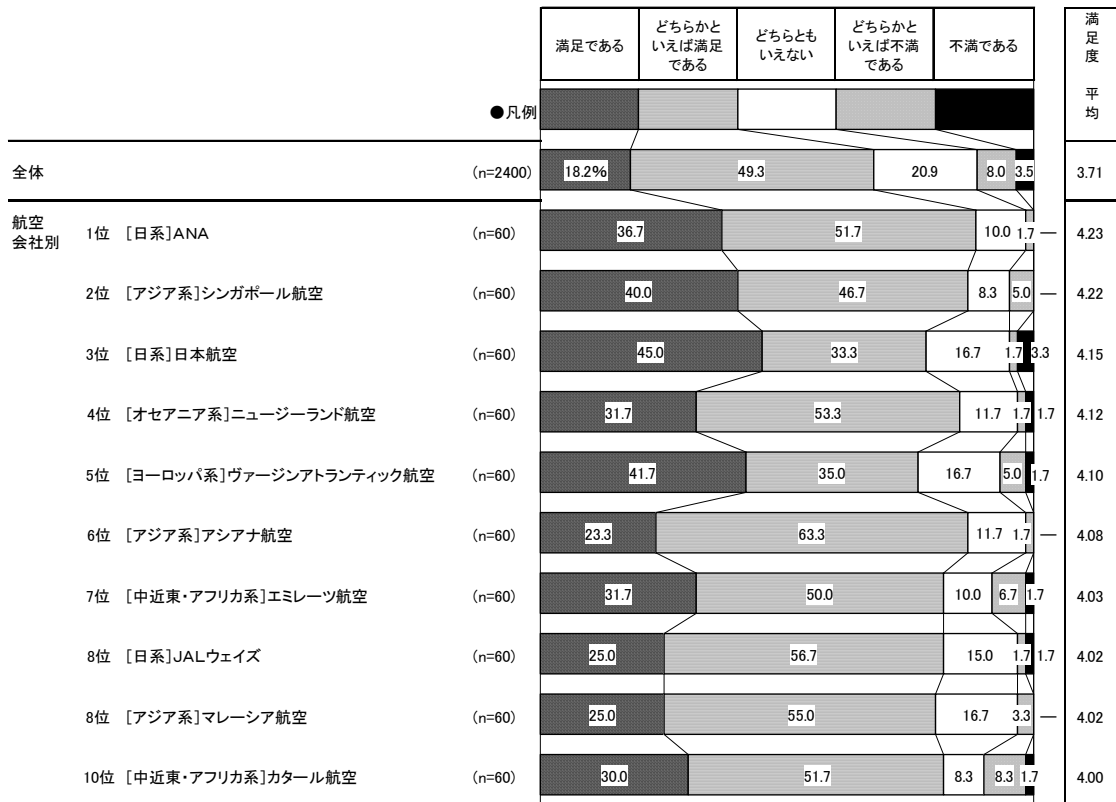 満足である どちらかと いえば満足 である どちらとも いえない どちらかと いえば不満 である 不満である 満足度 平均
●凡例
全体 (n=2400) 18.2% 49.3 20.9 8.0 3.5 3.71
航空 会社別 1位 [日系]ANA (n=60) 36.7 51.7 10.0 1.7 — 4.23
2位 [アジア系]シンガポール航空 (n=60) 40.0 46.7 8.3 5.0 — 4.22
3位 [日系]日本航空 (n=60) 45.0 33.3 16.7 1.7 3.3 4.15
4位 [オセアニア系]ニュージーランド航空 (n=60) 31.7 53.3 11.7 1.7 1.7 4.12
5位 [ヨーロッパ系]ヴァージンアトランティック航空 (n=60) 41.7 35.0 16.7 5.0 1.7 4.10
6位 [アジア系]アシアナ航空 (n=60) 23.3 63.3 11.7 1.7 — 4.08
7位 [中近東・アフリカ系]エミレーツ航空 (n=60) 31.7 50.0 10.0 6.7 1.7 4.03
8位 [日系]JALウェイズ (n=60) 25.0 56.7 15.0 1.7 1.7 4.02
8位 [アジア系]マレーシア航空 (n=60) 25.0 55.0 16.7 3.3 — 4.02
10位 [中近東・アフリカ系]カタール航空 (n=60) 30.0 51.7 8.3 8.3 1.7 4.00